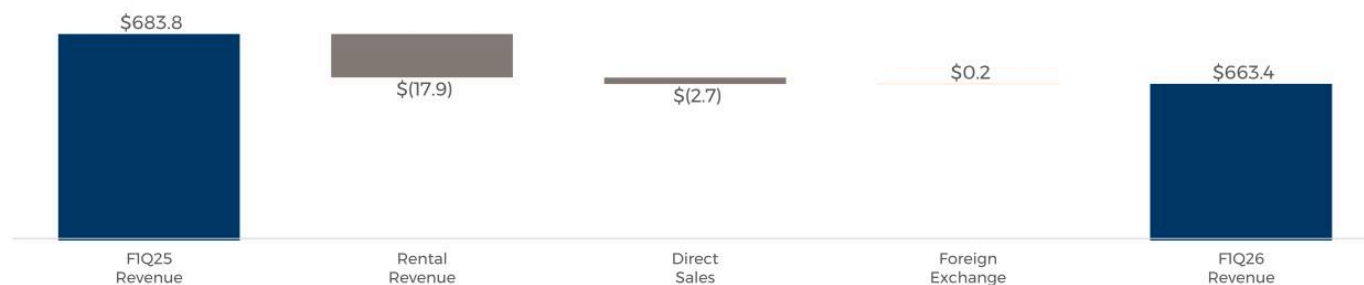 $683.8
$(17.9)
$(2.7)
$0.2
$663.4
F1Q25
Revenue
Rental
Revenue
Direct
Sales
Foreign
Exchange
F1Q26
Revenue